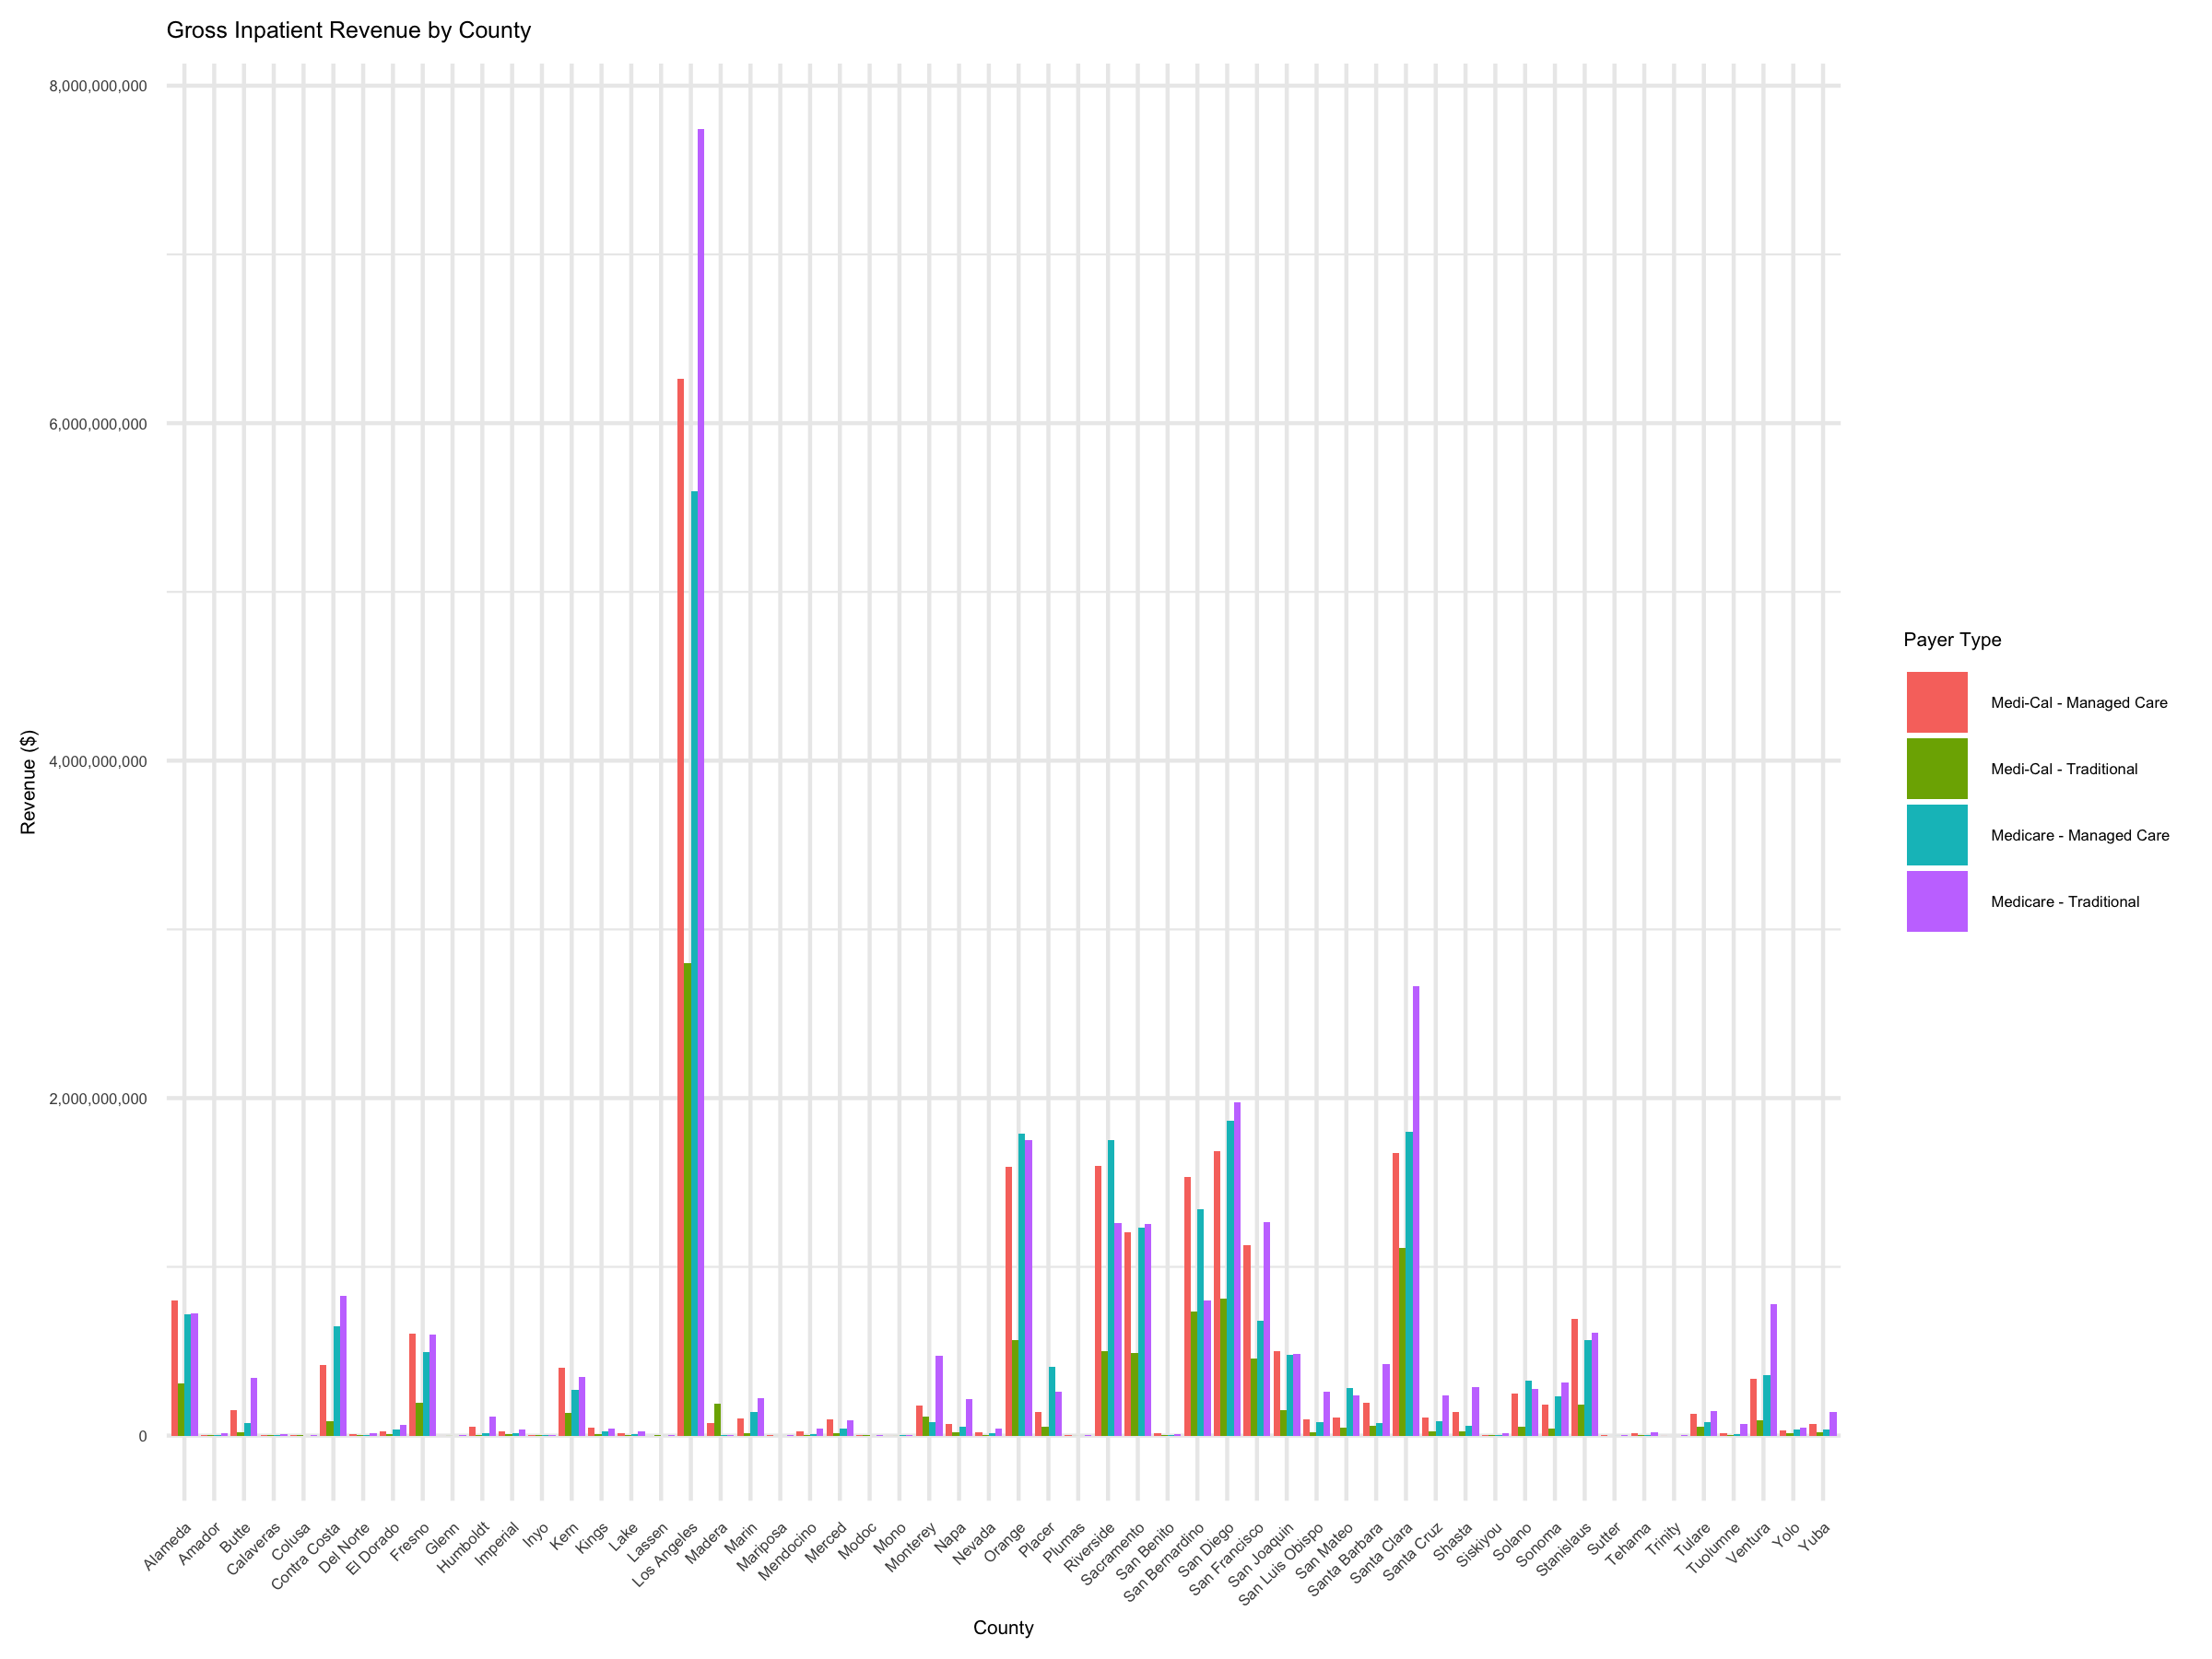 Gross Inpatient Revenue by County
8,000,000,000
6,000,000,000
4,000,000,000
2,000,000,000
0
Revenue ($)
Alameda
Amador
Butte
Calaveras
Colusa
Contra Costa
Del Norte
El Dorado
Fresno
Glenn
Humboldt
Imperial
Inyo
Kern
Kings
Lake
Lassen
Los Angeles
Madera
Marin
Mariposa
Mendocino
Merced
Modoc
Mono
Monterey
Napa
Nevada
Orange
Placer
Plumas
Riverside
Sacramento
San Benito
San Bernardino
San Diego
San Francisco
San Joaquin
San Luis Obispo
San Mateo
Santa Barbara
Santa Clara
Santa Cruz
Shasta
Siskiyou
Solano
Sonoma
Stanislaus
Sutter
Tehama
Trinity
Tulare
Tuolumne
Ventura
Yolo
Yuba
County
Payer Type
Medi-Cal - Managed Care
Medi-Cal - Traditional
Medicare - Managed Care
Medicare - Traditional